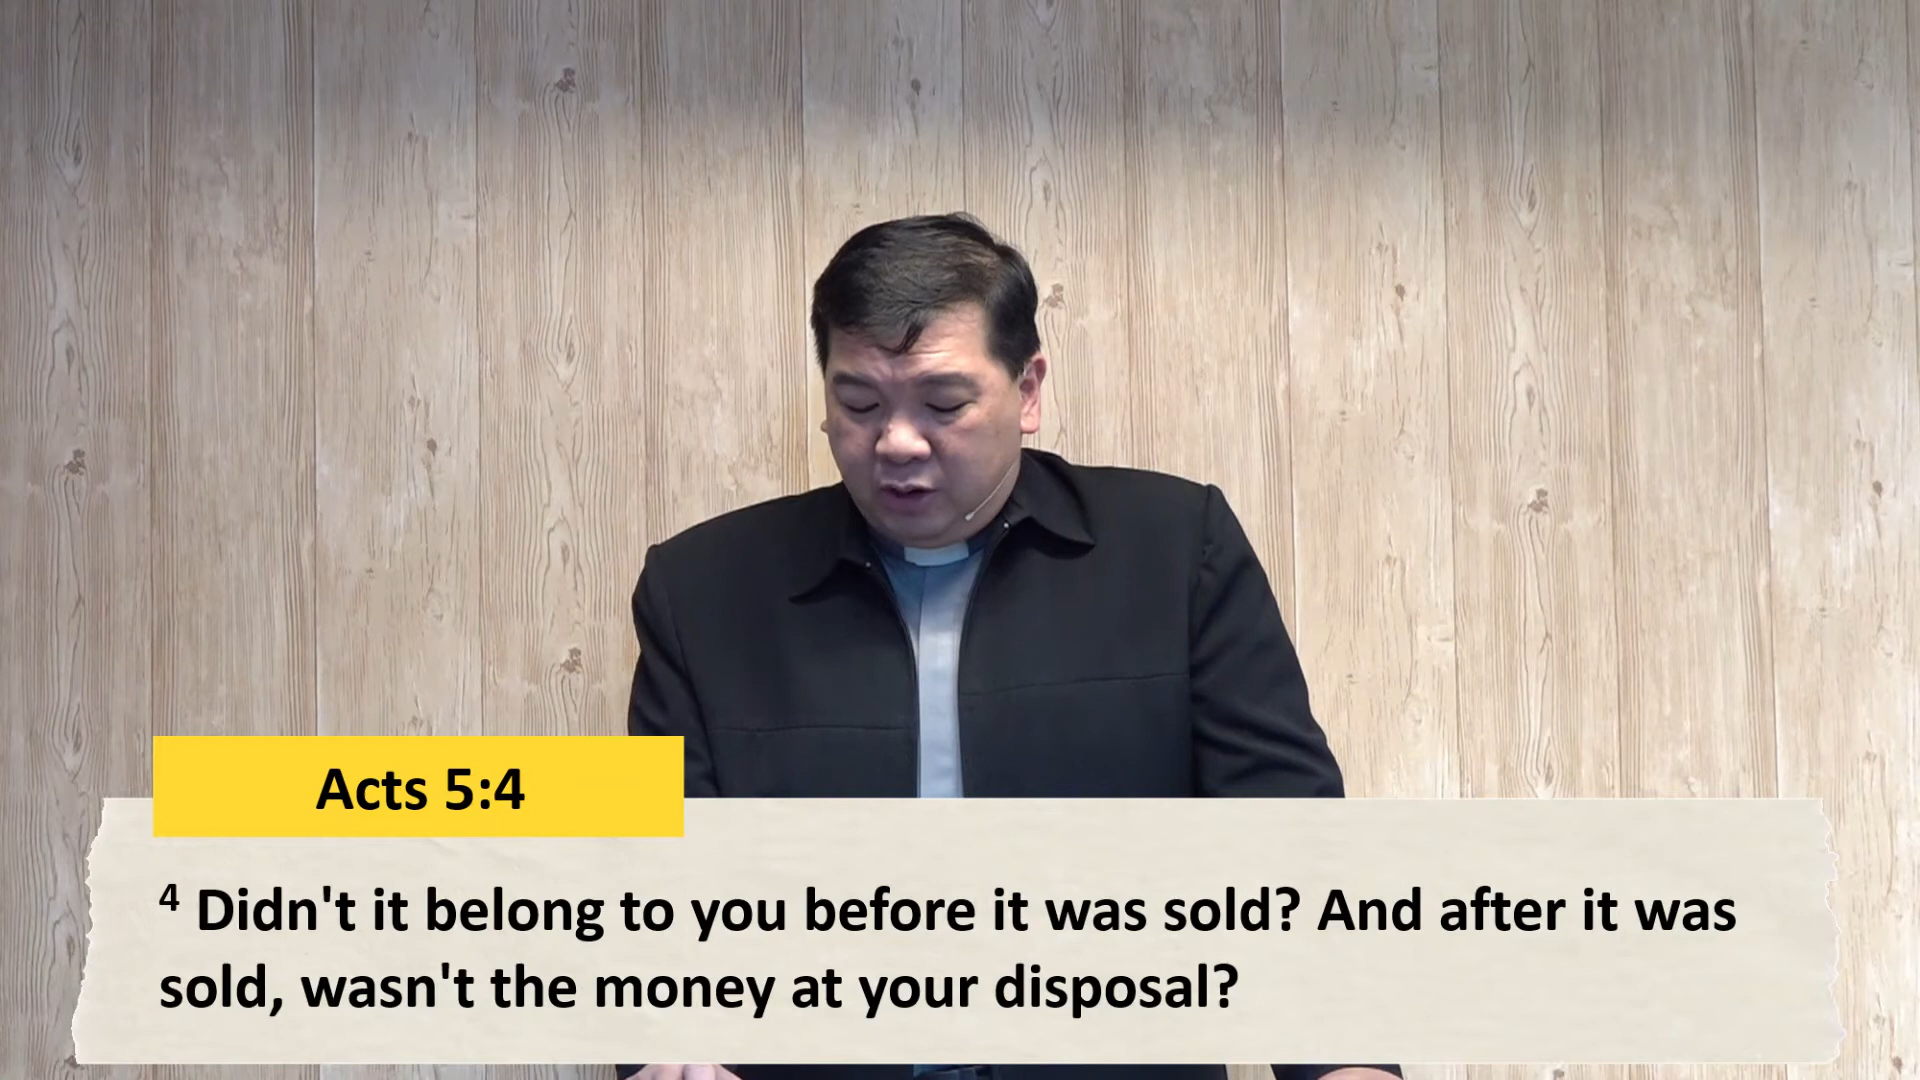 Acts 5:4
4 Didn't it belong to you before it was sold? And after it was
sold, wasn't the money at your disposal?